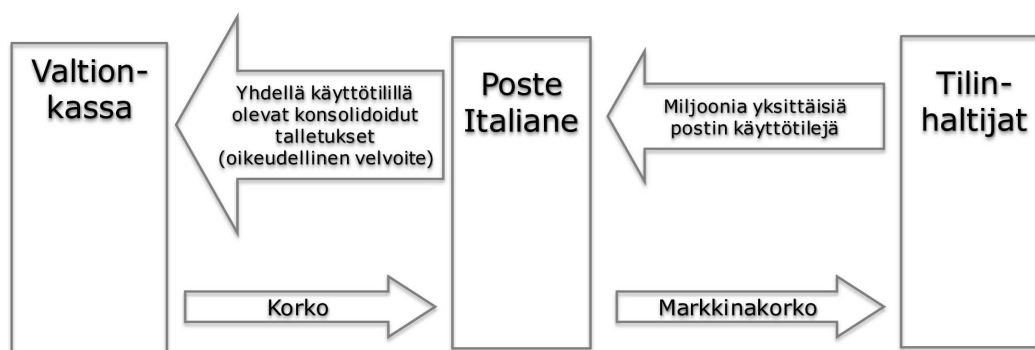 Valtion-
kassa
Yhdellä käyttötilillä
olevat konsolidoidut
talletukset
(oikeudellinen velvoite)
Poste
Italiane
Miljoonia yksittäisiä
postin käyttötilejä
Tilin-
haltijat
Korko
Markkinakorko